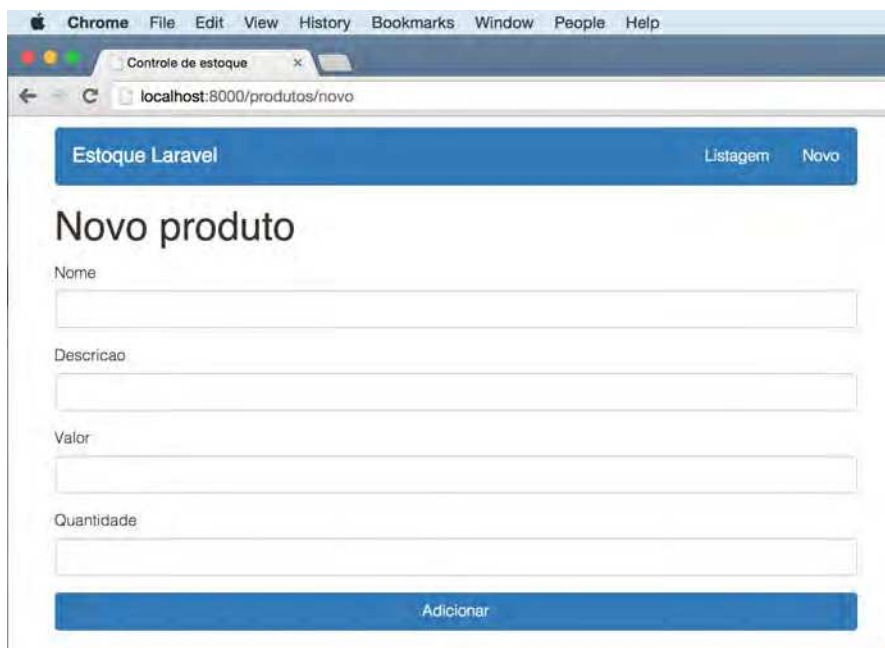 Chrome File Edit View History Bookmarks Window People Help
Controle de estoque
localhost:8000/produtos/novo
Estoque Laravel Listagem Novo
Novo produto
Nome
Descricao
Valor
Quantidade
Adicionar